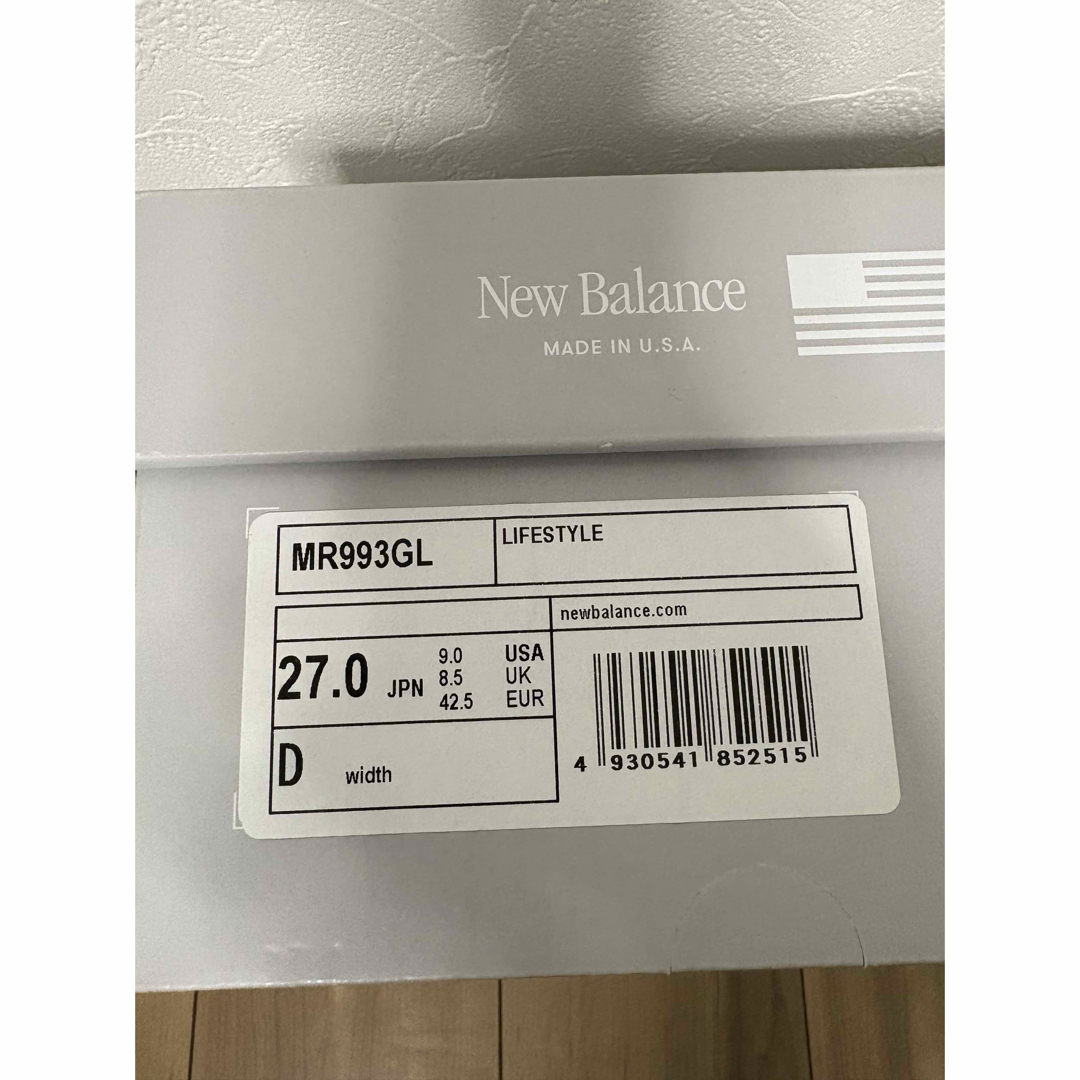 New Balance
MADE IN U.S.A.
MR993GL
LIFESTYLE
newbalance.com
27.0 JPN
9.0 USA
8.5 UK
42.5 EUR
D width
4 930541 852515